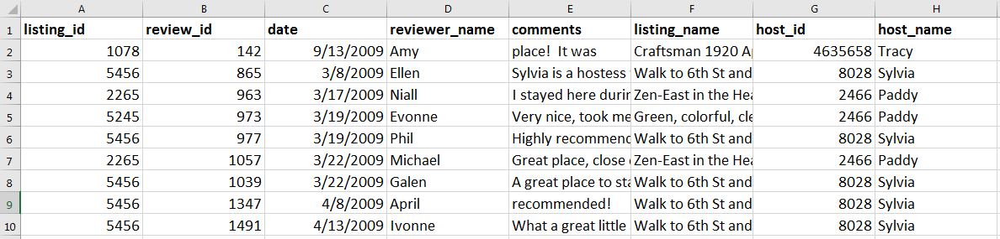 A B C D E F G H
1 listing_id review_id date reviewer_name comments listing_name host_id host_name
2 1078 142 9/13/2009 Amy place! It was Craftsman 1920 A 4635658 Tracy
3 5456 865 3/8/2009 Ellen Sylvia is a hostess Walk to 6th St and 8028 Sylvia
4 2265 963 3/17/2009 Niall I stayed here durin Zen-East in the Hea 2466 Paddy
5 5245 973 3/19/2009 Evonne Very nice, took me Green, colorful, cle 2466 Paddy
6 5456 977 3/19/2009 Phil Highly recommend Walk to 6th St and 8028 Sylvia
7 2265 1057 3/22/2009 Michael Great place, close Zen-East in the Hea 2466 Paddy
8 5456 1039 3/22/2009 Galen A great place to sta Walk to 6th St and 8028 Sylvia
9 5456 1347 4/8/2009 April recommended! Walk to 6th St and 8028 Sylvia
10 5456 1491 4/13/2009 Ivonne What a great little Walk to 6th St and 8028 Sylvia